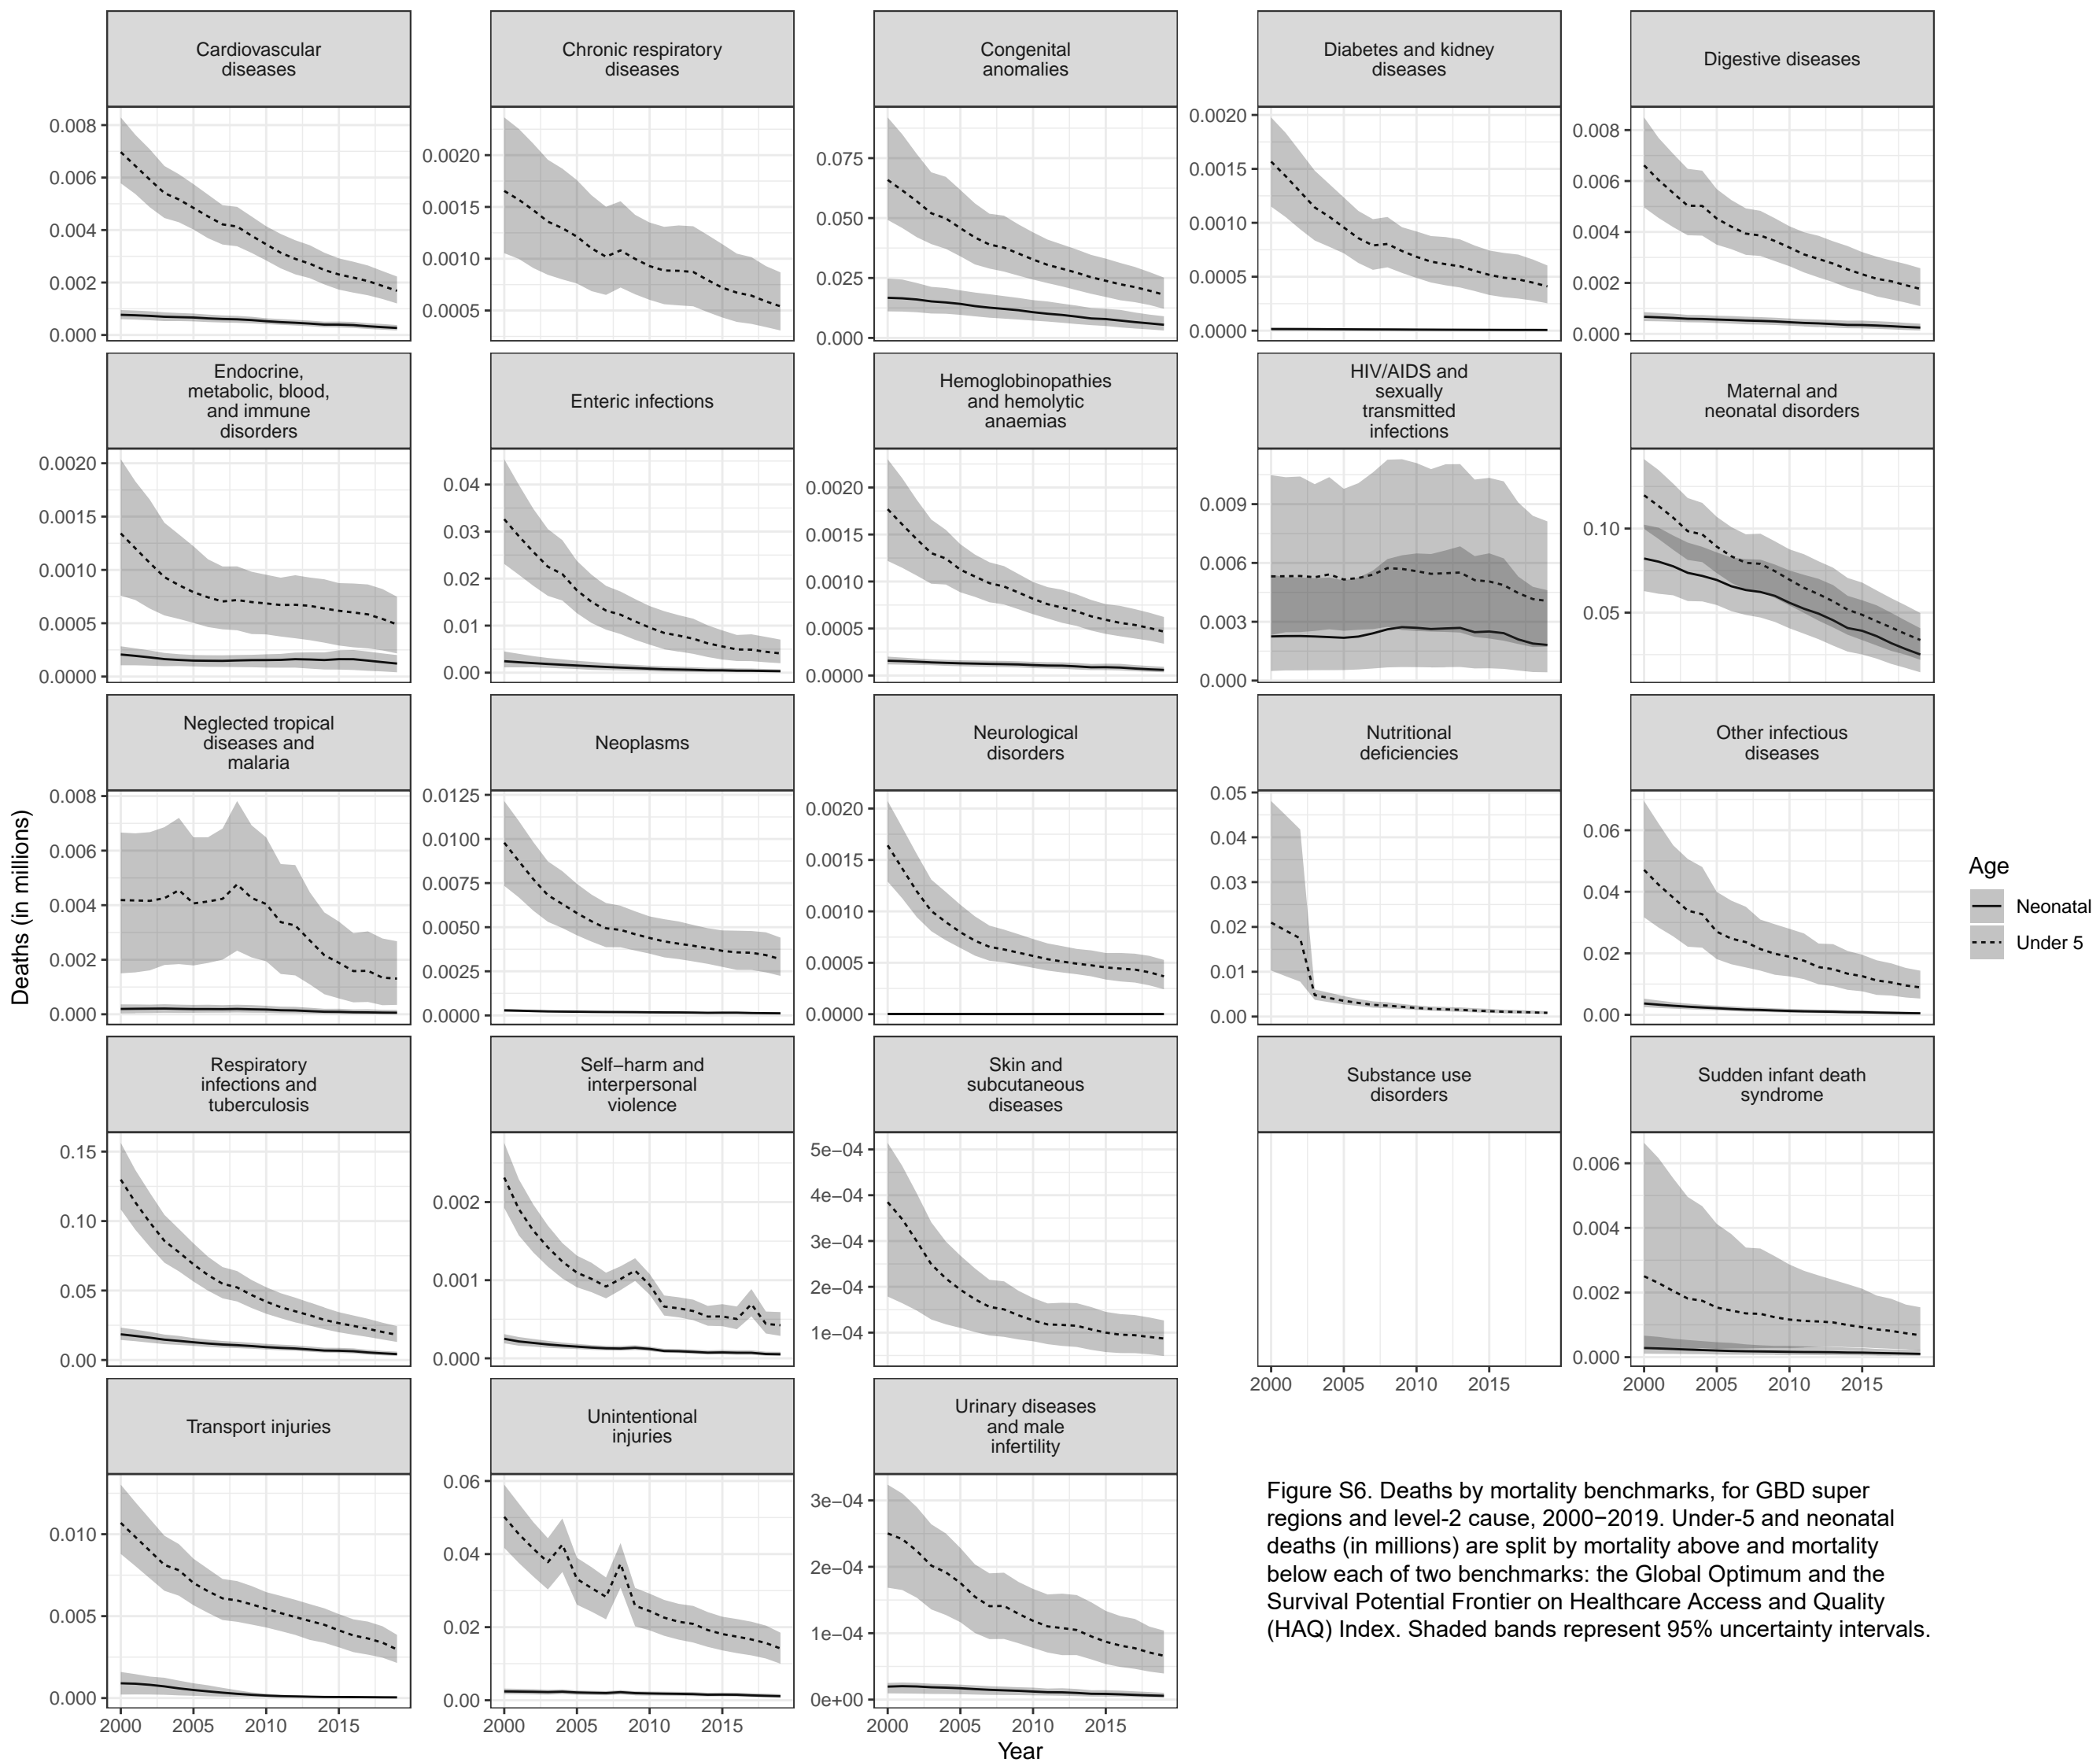 Cardiovascular
diseases
Chronic respiratory
diseases
Congenital
anomalies
Diabetes and kidney
diseases
Digestive diseases
0.008
0.006
0.004
0.002
0.000
0.0020
0.0015
0.0010
0.0005
0.075
0.050
0.025
0.000
0.0020
0.0015
0.0010
0.0005
0.0000
0.008
0.006
0.004
0.002
0.000
Endocrine,
metabolic, blood,
and immune
disorders
Enteric infections
Hemoglobinopathies
and hemolytic
anaemias
HIV/AIDS and
sexually
transmitted
infections
Maternal and
neonatal disorders
0.0020
0.0015
0.0010
0.0005
0.0000
0.04
0.03
0.02
0.01
0.00
0.0020
0.0015
0.0010
0.0005
0.0000
0.009
0.006
0.003
0.000
0.10
0.05
Neglected tropical
diseases and
malaria
Neoplasms
Neurological
disorders
Nutritional
deficiencies
Other infectious
diseases
0.008
0.006
0.004
0.002
0.000
0.0125
0.0100
0.0075
0.0050
0.0025
0.0000
0.0020
0.0015
0.0010
0.0005
0.0000
0.05
0.04
0.03
0.02
0.01
0.00
0.06
0.04
0.02
0.00
Deaths (in millions)
Age
Neonatal
Under 5
Respiratory
infections and
tuberculosis
Self−harm and
interpersonal
violence
Skin and
subcutaneous
diseases
Substance use
disorders
Sudden infant death
syndrome
0.15
0.10
0.05
0.00
0.002
0.001
0.000
5e−04
4e−04
3e−04
2e−04
1e−04
2000 2005 2010 2015
0.006
0.004
0.002
0.000
2000 2005 2010 2015
Transport injuries
Unintentional
injuries
Urinary diseases
and male
infertility
0.010
0.005
0.000
2000 2005 2010 2015
0.06
0.04
0.02
0.00
2000 2005 2010 2015
3e−04
2e−04
1e−04
0e+00
2000 2005 2010 2015
Year
Figure S6. Deaths by mortality benchmarks, for GBD super
regions and level-2 cause, 2000−2019. Under-5 and neonatal
deaths (in millions) are split by mortality above and mortality
below each of two benchmarks: the Global Optimum and the
Survival Potential Frontier on Healthcare Access and Quality
(HAQ) Index. Shaded bands represent 95% uncertainty intervals.